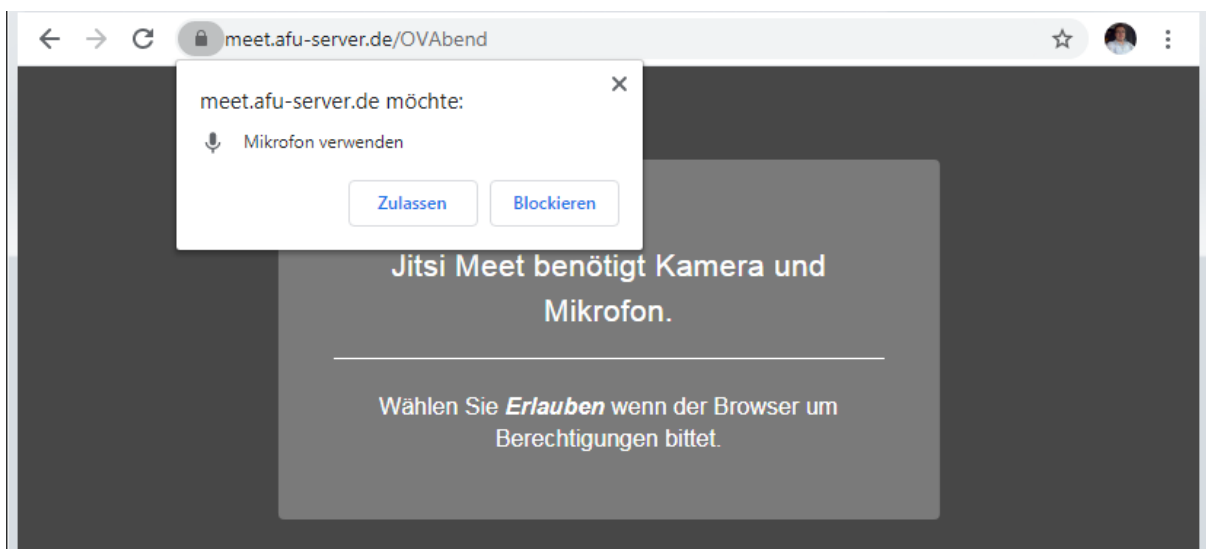 meet.afu-server.de/OVAbend
meet.afu-server.de möchte:
Mikrofon verwenden
Zulassen Blockieren
Jitsi Meet benötigt Kamera und
Mikrofon.
Wählen Sie Erlauben wenn der Browser um
Berechtigungen bittet.